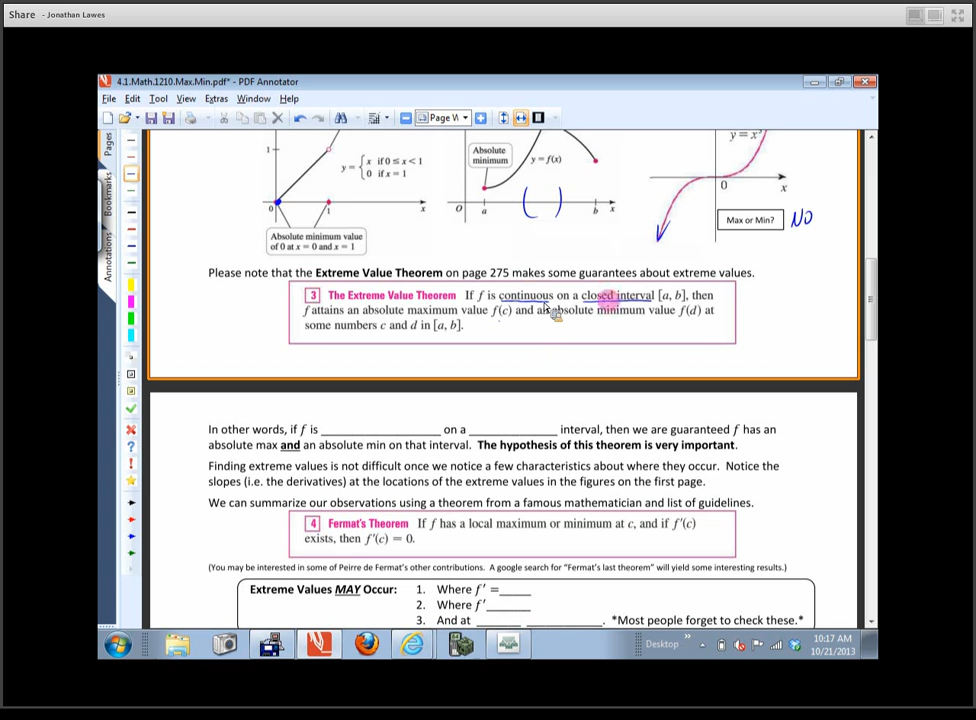 Share - Jonathan Lawes
4.1.Math.1210.Max.Min.pdf* - PDF Annotator
File Edit Tool View Extras Window Help
Page W
Pages
Bookmarks
Annotations
1
y = { x if 0 ≤ x < 1
0 if x = 1
0
1
x
Absolute minimum value
of 0 at x = 0 and x = 1
Absolute
minimum
y = f(x)
O
a
( )
b
x
y = x³
0
x
Max or Min?
NO
Please note that the Extreme Value Theorem on page 275 makes some guarantees about extreme values.
3 The Extreme Value Theorem If f is continuous on a closed interval [a, b], then
f attains an absolute maximum value f(c) and an absolute minimum value f(d) at
some numbers c and d in [a, b].
In other words, if f is ____________________ on a _______________ interval, then we are guaranteed f has an
absolute max and an absolute min on that interval. The hypothesis of this theorem is very important.
Finding extreme values is not difficult once we notice a few characteristics about where they occur. Notice the
slopes (i.e. the derivatives) at the locations of the extreme values in the figures on the first page.
We can summarize our observations using a theorem from a famous mathematician and list of guidelines.
4 Fermat's Theorem If f has a local maximum or minimum at c, and if f′(c)
exists, then f′(c) = 0.
(You may be interested in some of Peirre de Fermat's other contributions. A google search for "Fermat's last theorem" will yield some interesting results.)
Extreme Values MAY Occur: 1. Where f′ =_____
2. Where f′_______
3. And at _______ ____________. *Most people forget to check these.*
Desktop
10:17 AM
10/21/2013